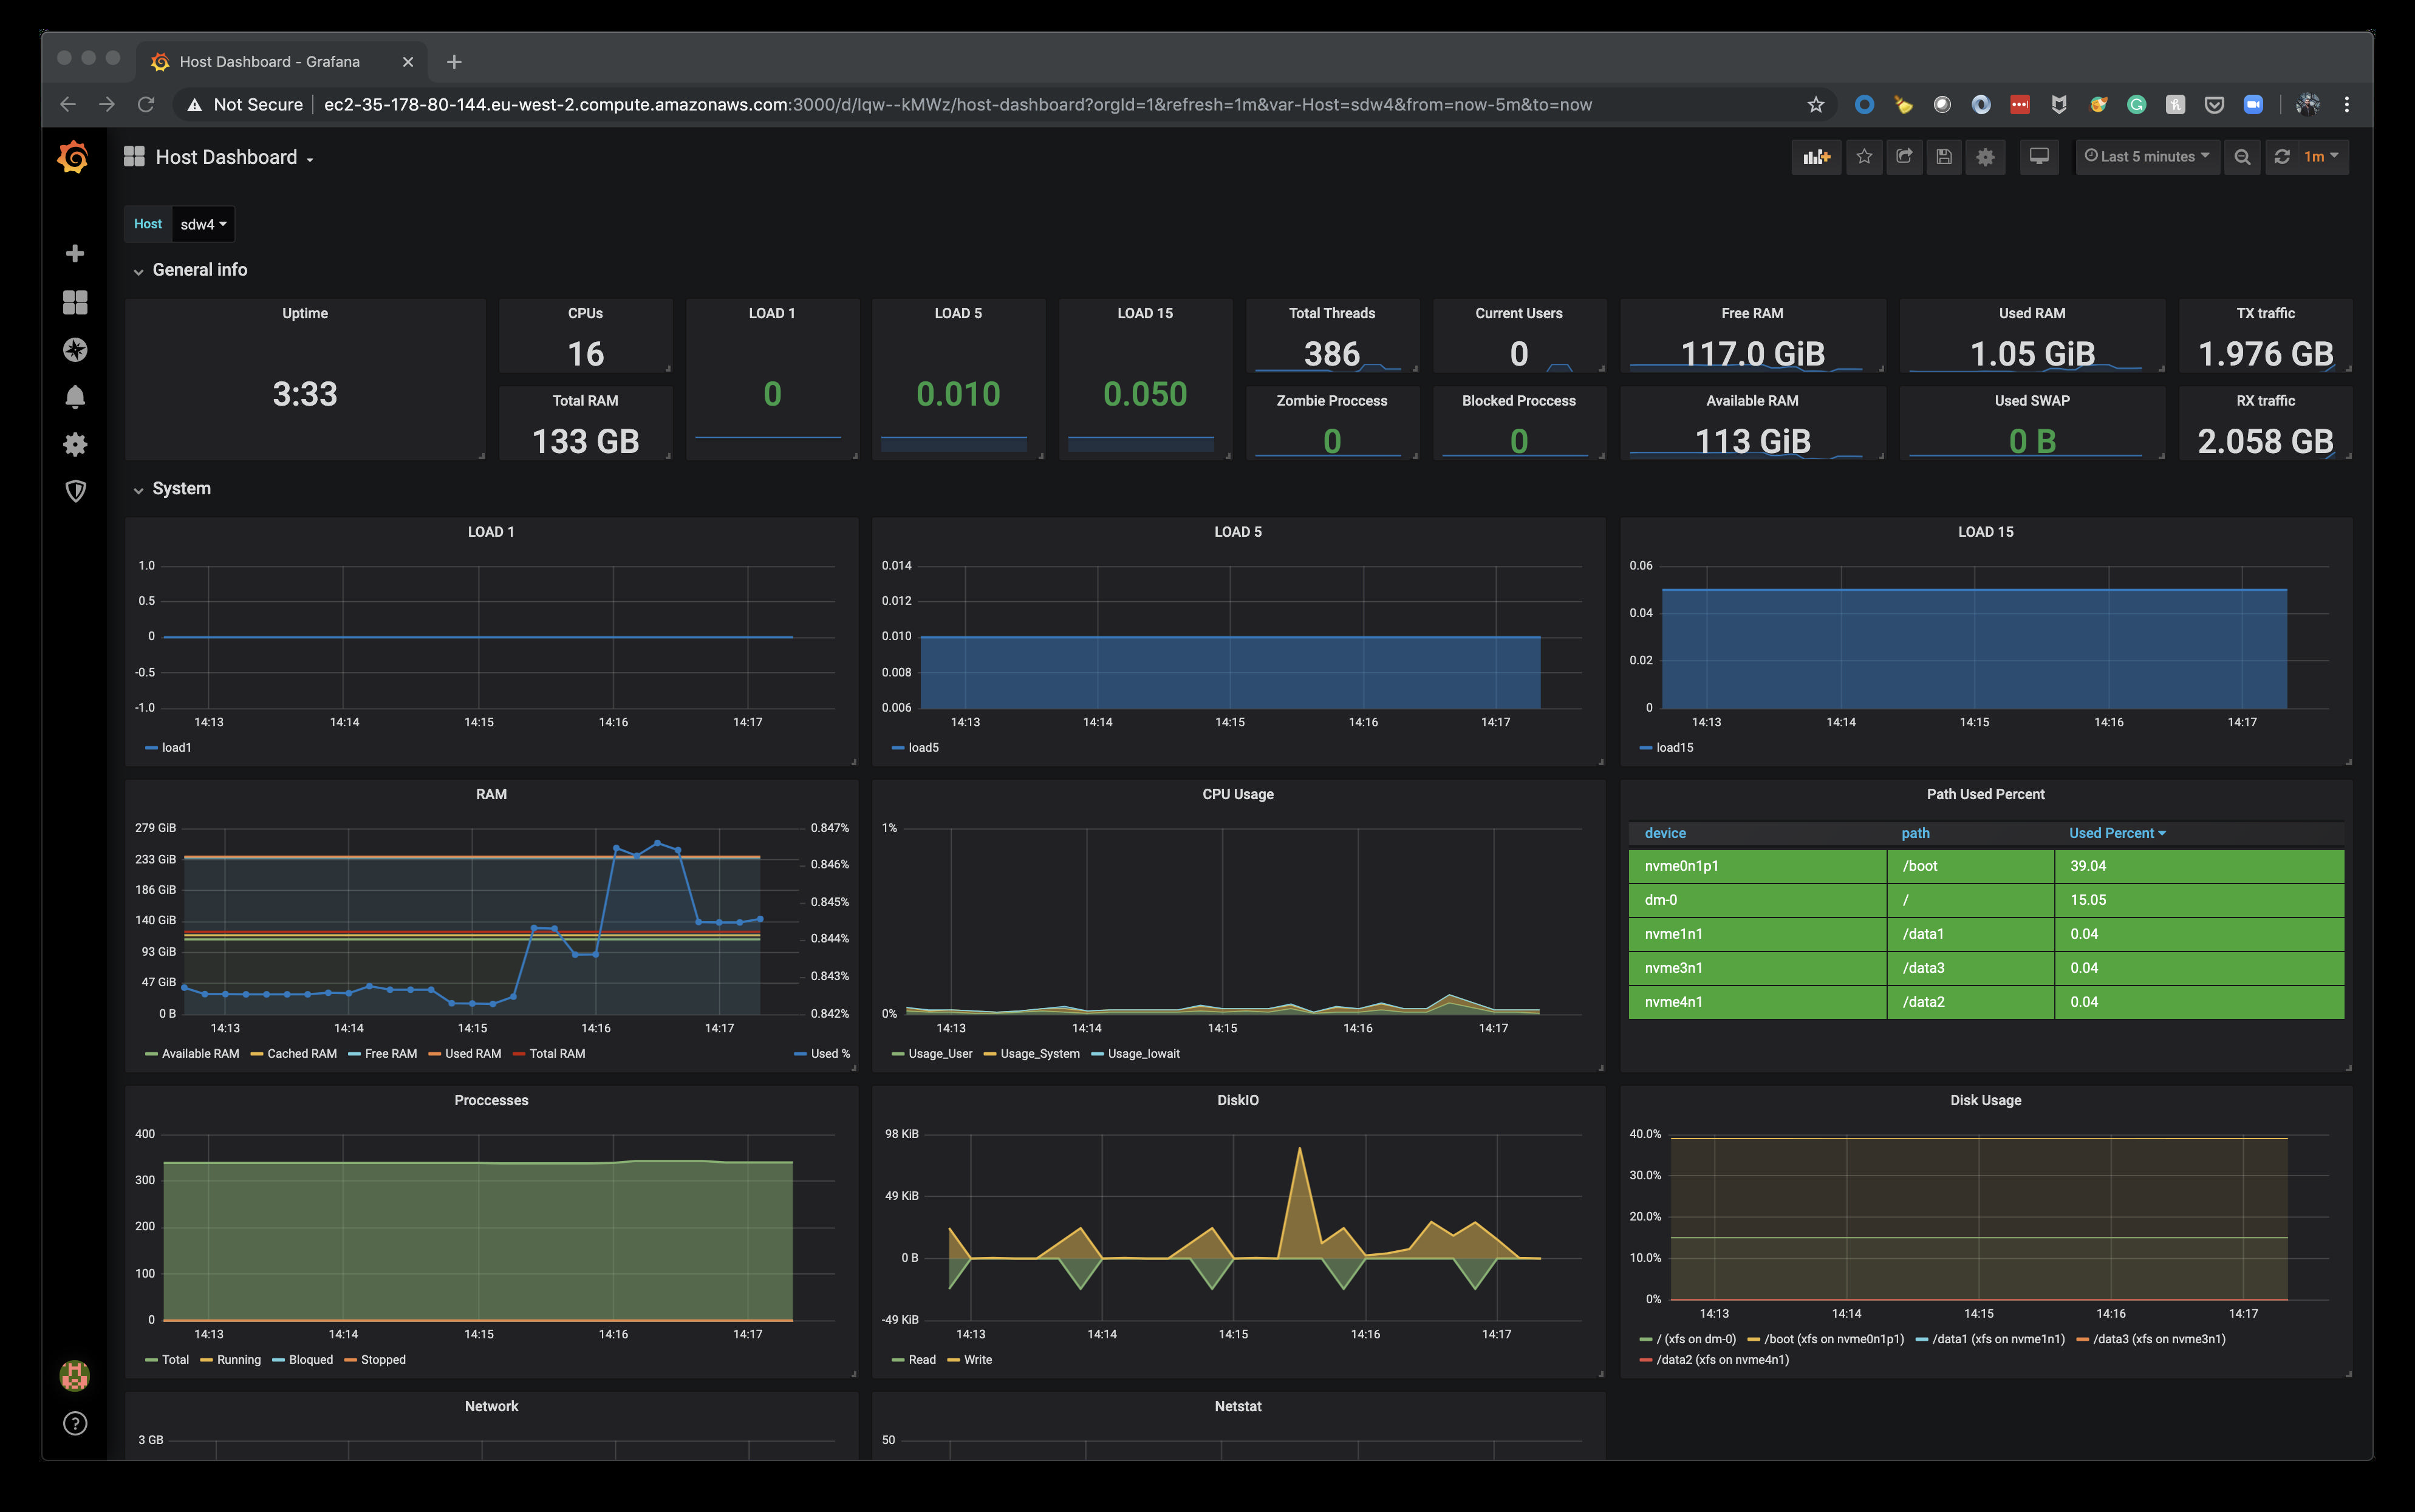 Host Dashboard - Grafana
Not Secure
ec2-35-178-80-144.eu-west-2.compute.amazonaws.com:3000/d/Iqw--kMWz/host-dashboard?orgId=1&refresh=1m&var-Host=sdw4&from=now-5m&to=now
Host Dashboard
Last 5 minutes
1m
Host sdw4
General info
Uptime
3:33
CPUs
16
Total RAM
133 GB
LOAD 1
0
LOAD 5
0.010
LOAD 15
0.050
Total Threads
386
Zombie Proccess
0
Current Users
0
Blocked Proccess
0
Free RAM
117.0 GiB
Available RAM
113 GiB
Used RAM
1.05 GiB
Used SWAP
0 B
TX traffic
1.976 GB
RX traffic
2.058 GB
System
LOAD 1
1.0
0.5
0
-0.5
-1.0
14:13 14:14 14:15 14:16 14:17
load1
LOAD 5
0.014
0.012
0.010
0.008
0.006
14:13 14:14 14:15 14:16 14:17
load5
LOAD 15
0.06
0.04
0.02
0
14:13 14:14 14:15 14:16 14:17
load15
RAM
279 GiB
233 GiB
186 GiB
140 GiB
93 GiB
47 GiB
0 B
0.847%
0.846%
0.845%
0.844%
0.843%
0.842%
14:13 14:14 14:15 14:16 14:17
Available RAM Cached RAM Free RAM Used RAM Total RAM Used %
CPU Usage
1%
0%
14:13 14:14 14:15 14:16 14:17
Usage_User Usage_System Usage_Iowait
Path Used Percent
device path Used Percent
nvme0n1p1 /boot 39.04
dm-0 / 15.05
nvme1n1 /data1 0.04
nvme3n1 /data3 0.04
nvme4n1 /data2 0.04
Proccesses
400
300
200
100
0
14:13 14:14 14:15 14:16 14:17
Total Running Bloqued Stopped
DiskIO
98 KiB
49 KiB
0 B
-49 KiB
14:13 14:14 14:15 14:16 14:17
Read Write
Disk Usage
40.0%
30.0%
20.0%
10.0%
0%
14:13 14:14 14:15 14:16 14:17
/ (xfs on dm-0) /boot (xfs on nvme0n1p1) /data1 (xfs on nvme1n1) /data3 (xfs on nvme3n1)
/data2 (xfs on nvme4n1)
Network
3 GB
Netstat
50